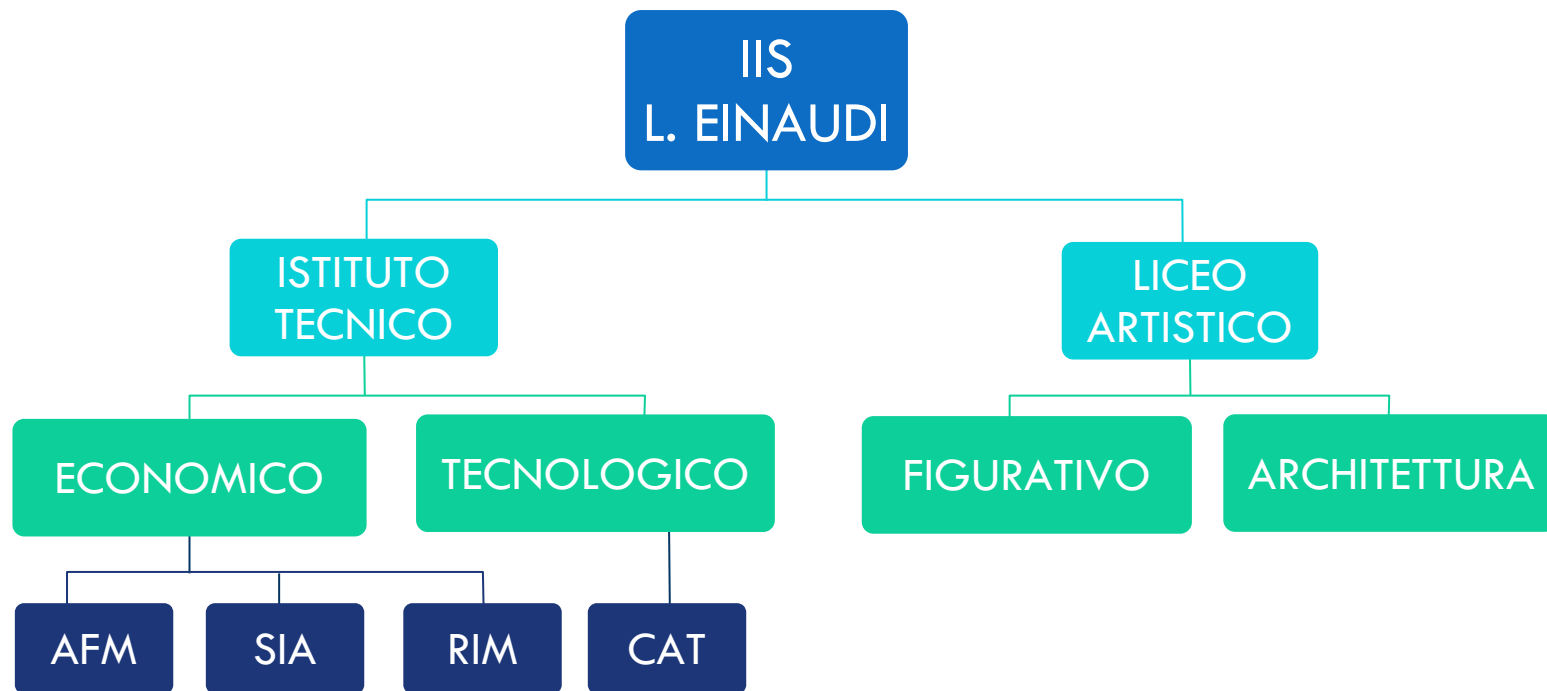 IIS
L. EINAUDI
ISTITUTO
TECNICO
LICEO
ARTISTICO
ECONOMICO
TECNOLOGICO
FIGURATIVO
ARCHITETTURA
AFM
SIA
RIM
CAT